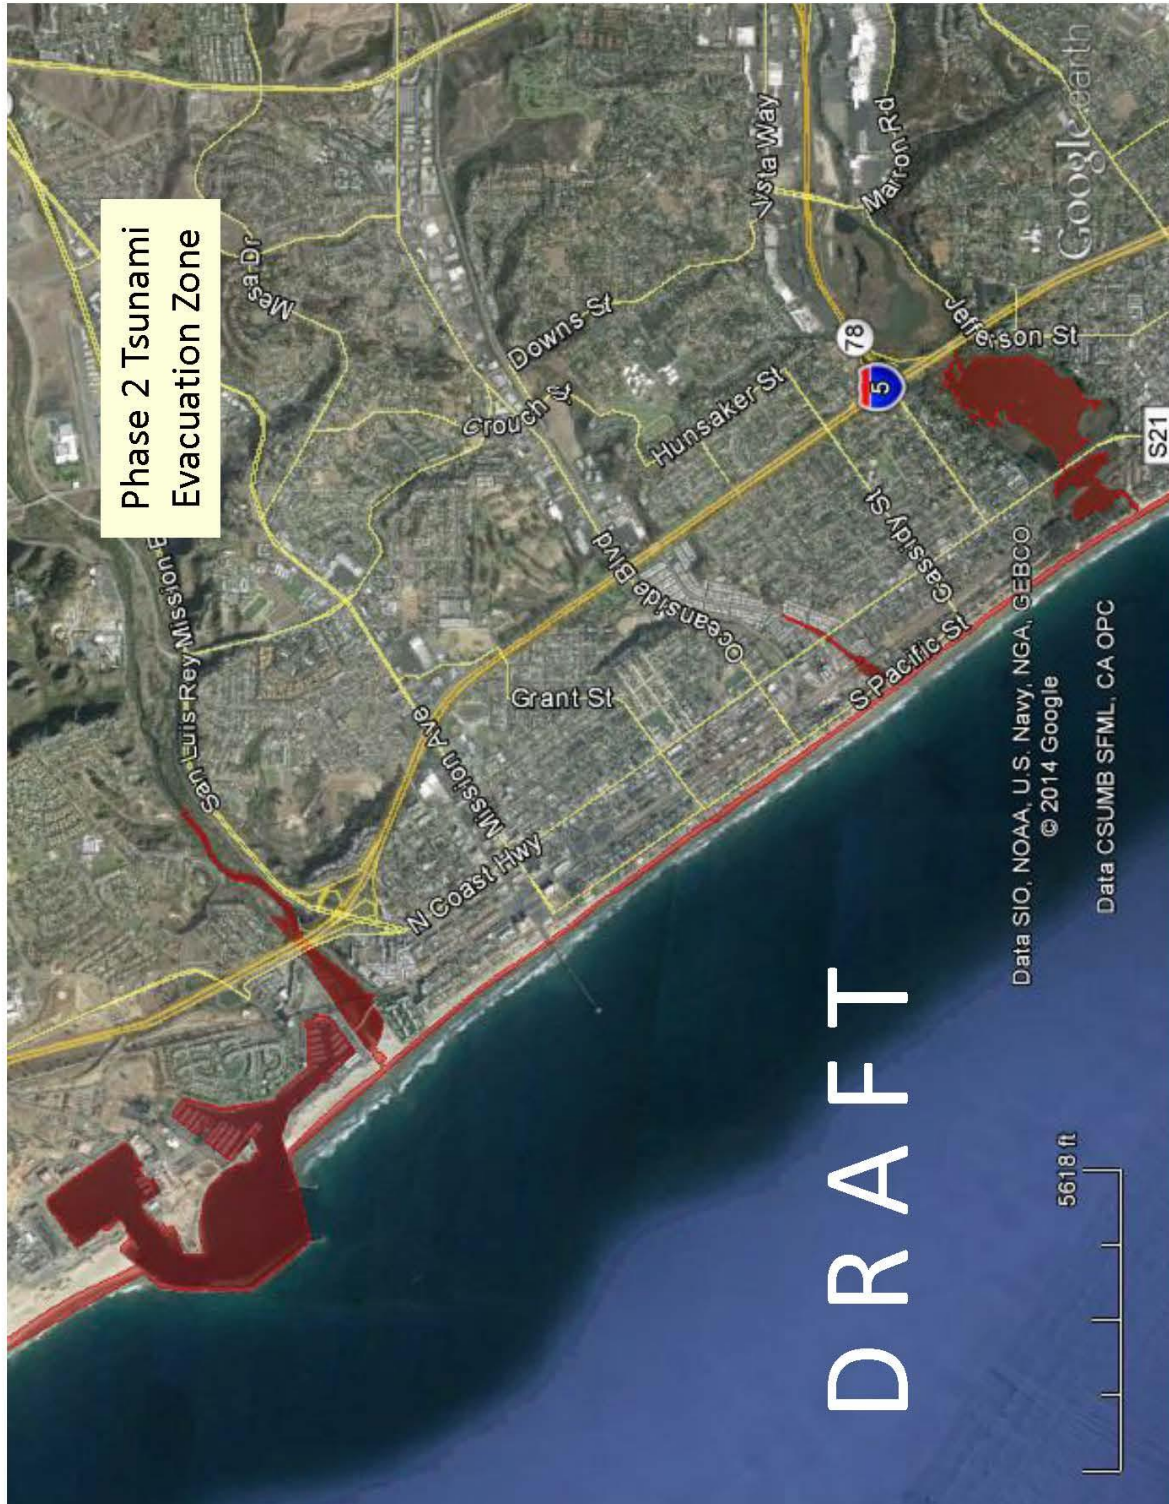 Phase 2 Tsunami
Evacuation Zone
San Luis Rey Mission E
Mesa Dr
N Coast Hwy
Mission Ave
Grant St
Crouch St
Downs St
Oceanside Blvd
Hunsaker St
Vista Way
Marron Rd
78
5
Jefferson St
Cassidy St
S Pacific St
S21
DRAFT
Data SIO, NOAA, U.S. Navy, NGA, GEBCO
© 2014 Google
Data CSUMB SFML, CA OPC
5618 ft
Google earth